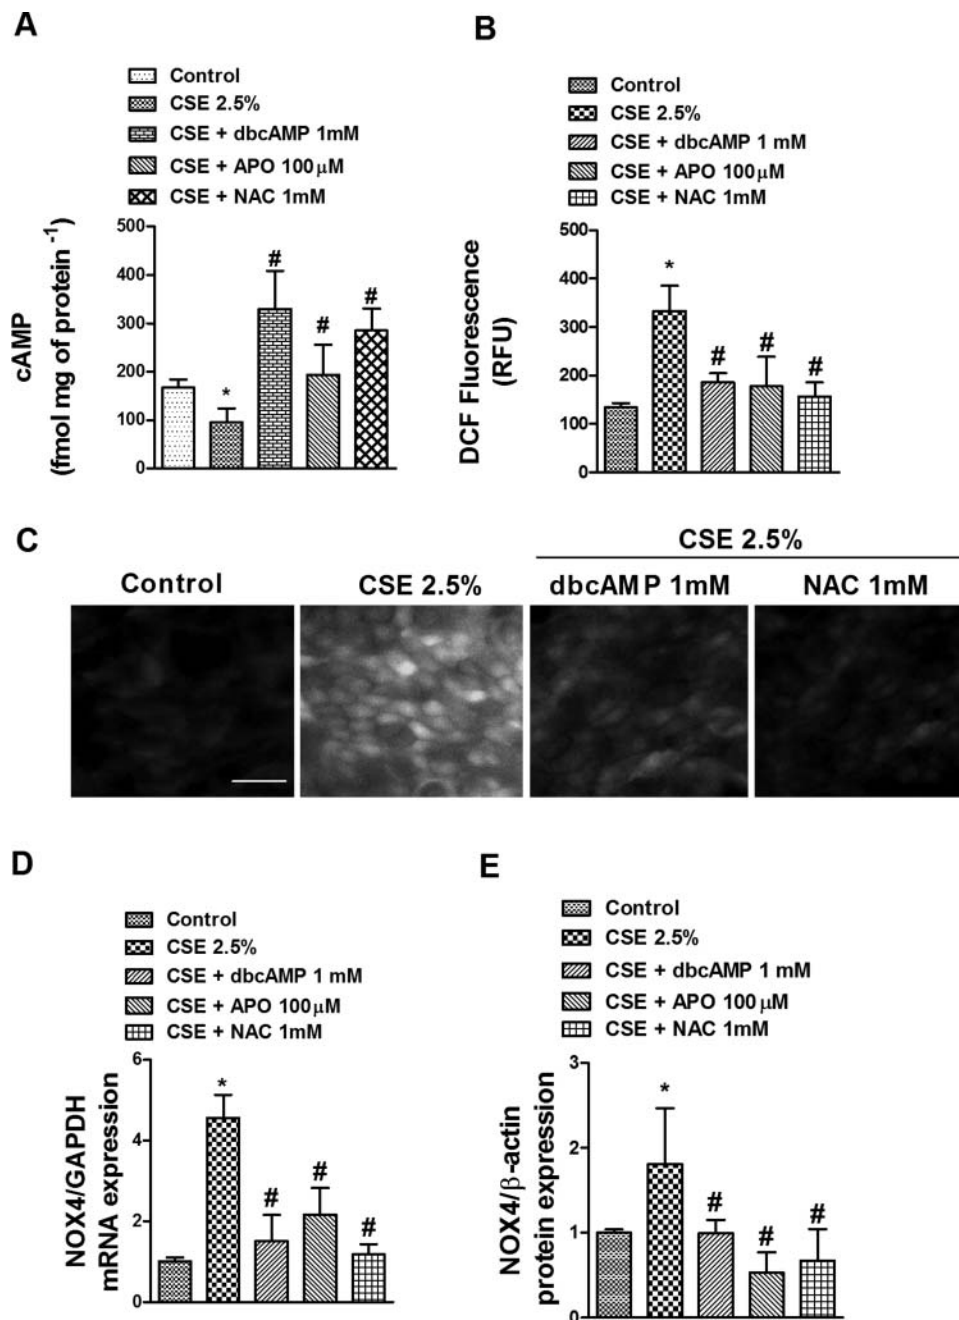 A
Control
CSE 2.5%
CSE + dbcAMP 1mM
CSE + APO 100μM
CSE + NAC 1mM
cAMP
(fmol mg of protein ⁻¹)
500
400
300
200
100
0
*
#
#
#
B
Control
CSE 2.5%
CSE + dbcAMP 1 mM
CSE + APO 100μM
CSE + NAC 1mM
DCF Fluorescence
(RFU)
500
400
300
200
100
0
*
#
#
#
C
CSE 2.5%
Control
CSE 2.5%
dbcAMP 1mM
NAC 1mM
D
Control
CSE 2.5%
CSE + dbcAMP 1 mM
CSE + APO 100μM
CSE + NAC 1mM
NOX4/GAPDH
mRNA expression
6
4
2
0
*
#
#
#
E
Control
CSE 2.5%
CSE + dbcAMP 1 mM
CSE + APO 100μM
CSE + NAC 1mM
NOX4/β-actin
protein expression
3
2
1
0
*
#
#
#